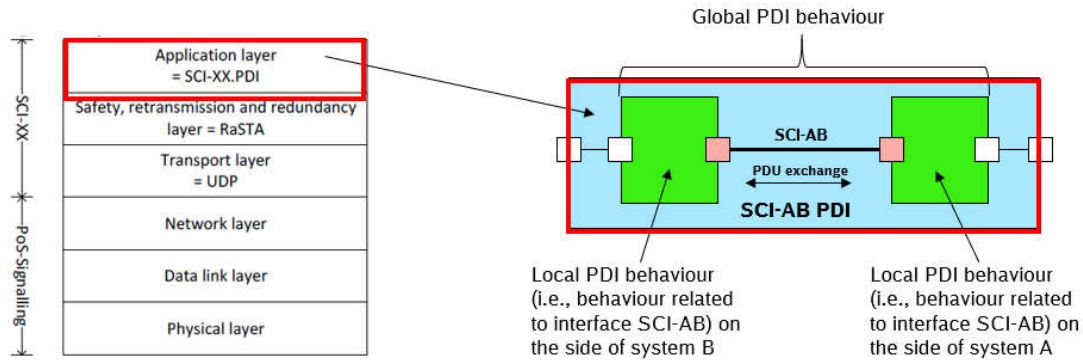 SCI-XX
PoS-Signalling
Application layer
= SCI-XX.PDI
Safety, retransmission and redundancy
layer = RaSTA
Transport layer
= UDP
Network layer
Data link layer
Physical layer
Global PDI behaviour
SCI-AB
PDU exchange
SCI-AB PDI
Local PDI behaviour
(i.e., behaviour related
to interface SCI-AB) on
the side of system B
Local PDI behaviour
(i.e., behaviour related
to interface SCI-AB) on
the side of system A